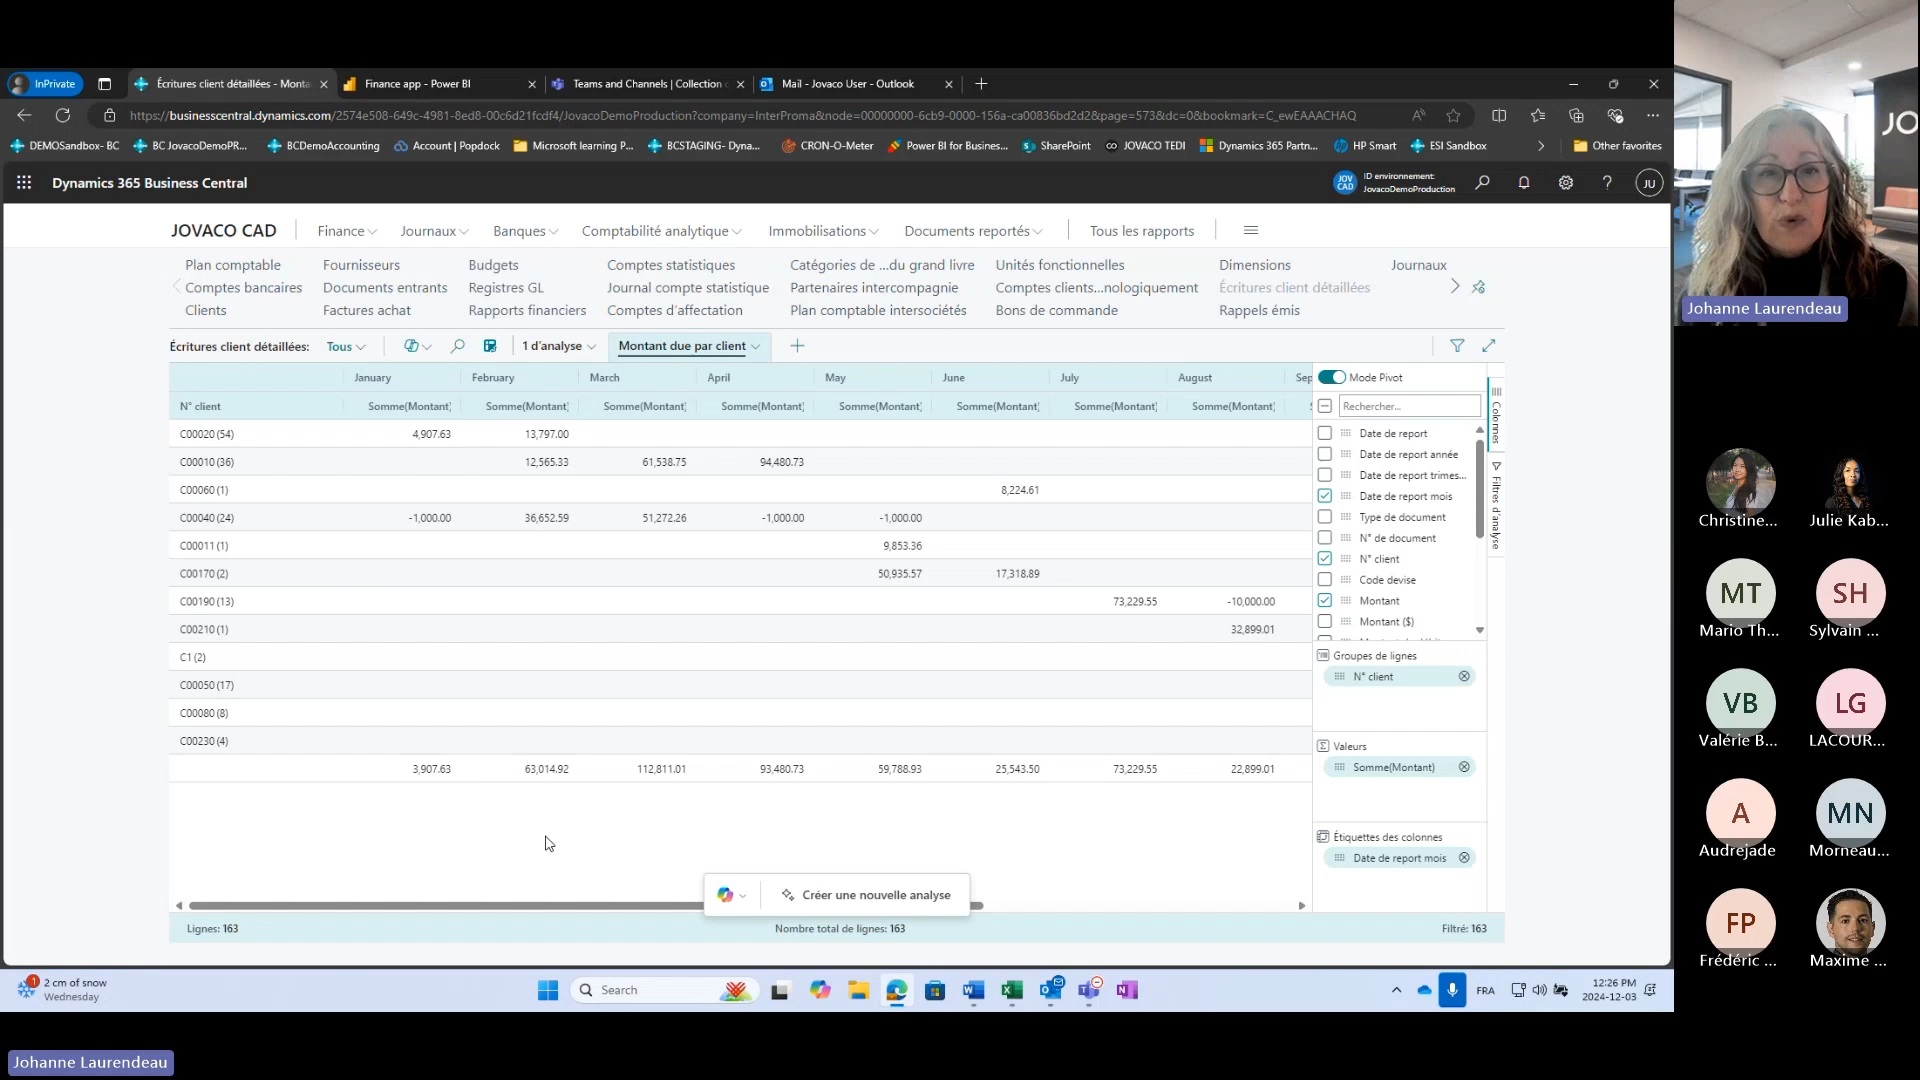 InPrivate
Écritures client détaillées - Monta
Finance app - Power BI
Teams and Channels | Collection
Mail - Jovaco User - Outlook
https://businesscentral.dynamics.com/2574e508-649c-4981-8ed8-00c6d21fcdf4/JovacoDemoProduction?company=InterProma&node=00000000-6cb9-0000-156a-ca00836bd2d2&page=573&dc=0&bookmark=C_ewEAAACHAQ
DEMOSandbox- BC
BC JovacoDemoPR...
BCDemoAccounting
Account | Popdock
Microsoft learning P...
BCSTAGING- Dyna...
CRON-O-Meter
Power BI for Business...
SharePoint
JOVACO TEDI
Dynamics 365 Partn...
HP Smart
ESI Sandbox
Other favorites
Dynamics 365 Business Central
JOV CAD
ID environnement:
JovacoDemoProduction
JU
JOVACO CAD
Finance
Journaux
Banques
Comptabilité analytique
Immobilisations
Documents reportés
Tous les rapports
Plan comptable Fournisseurs Budgets Comptes statistiques Catégories de ...du grand livre Unités fonctionnelles Dimensions Journaux
Comptes bancaires Documents entrants Registres GL Journal compte statistique Partenaires intercompagnie Comptes clients...nologiquement Écritures client détaillées
Clients Factures achat Rapports financiers Comptes d'affectation Plan comptable intersociétés Bons de commande Rappels émis
Écritures client détaillées: Tous 1 d'analyse Montant due par client
January February March April May June July August Sep
N° client Somme(Montant) Somme(Montant) Somme(Montant) Somme(Montant) Somme(Montant) Somme(Montant) Somme(Montant) Somme(Montant)
C00020 (54) 4,907.63 13,797.00
C00010 (36) 12,565.33 61,538.75 94,480.73
C00060 (1) 8,224.61
C00040 (24) -1,000.00 36,652.59 51,272.26 -1,000.00 -1,000.00
C00011 (1) 9,853.36
C00170 (2) 50,935.57 17,318.89
C00190 (13) 73,229.55 -10,000.00
C00210 (1) 32,899.01
C1 (2)
C00050 (17)
C00080 (8)
C00230 (4)
3,907.63 63,014.92 112,811.01 93,480.73 59,788.93 25,543.50 73,229.55 22,899.01
Mode Pivot
Rechercher...
Date de report
Date de report année
Date de report trimes...
Date de report mois
Type de document
N° de document
N° client
Code devise
Montant
Montant ($)
Groupes de lignes
N° client
Valeurs
Somme(Montant)
Étiquettes des colonnes
Date de report mois
Colonnes
Filtres d'analyse
Créer une nouvelle analyse
Lignes: 163
Nombre total de lignes: 163
Filtré: 163
1
2 cm of snow
Wednesday
Search
FRA
12:26 PM
2024-12-03
JO
Johanne Laurendeau
Christine...
Julie Kab...
MT
Mario Th...
SH
Sylvain ...
VB
Valérie B...
LG
LACOUR...
A
Audrejade
MN
Morneau...
FP
Frédéric ...
Maxime ...
Johanne Laurendeau